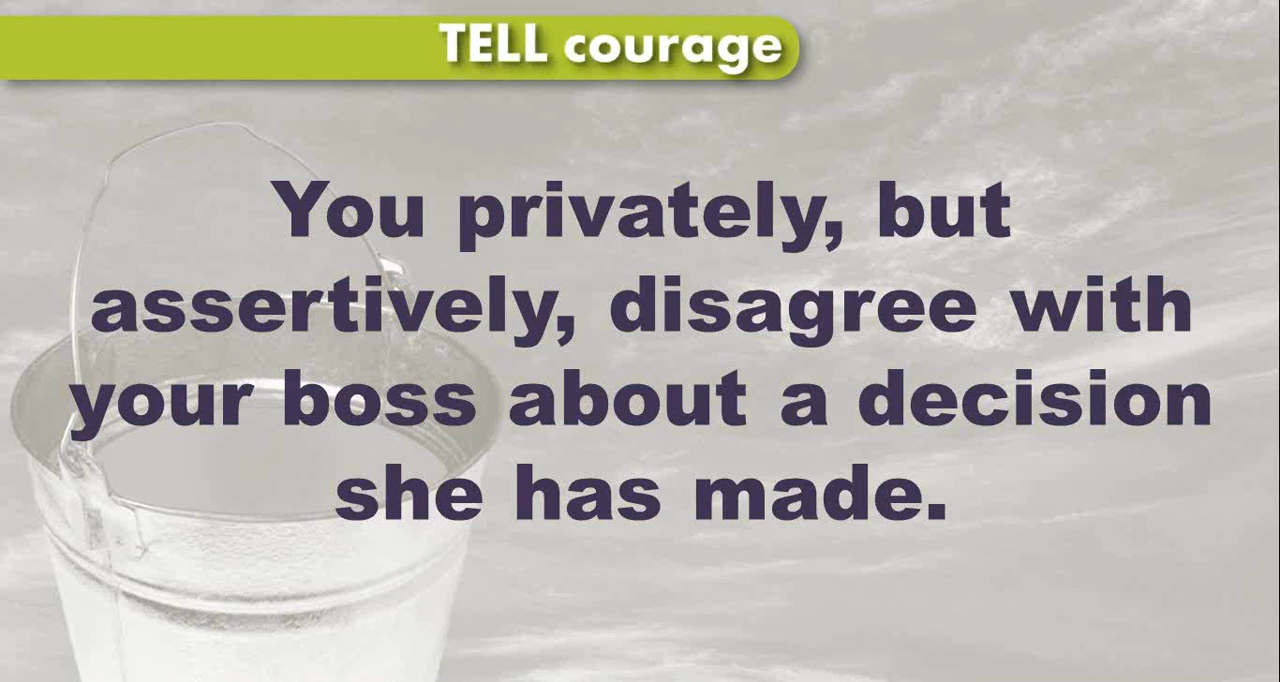 TELL courage
You privately, but
assertively, disagree with
your boss about a decision
she has made.